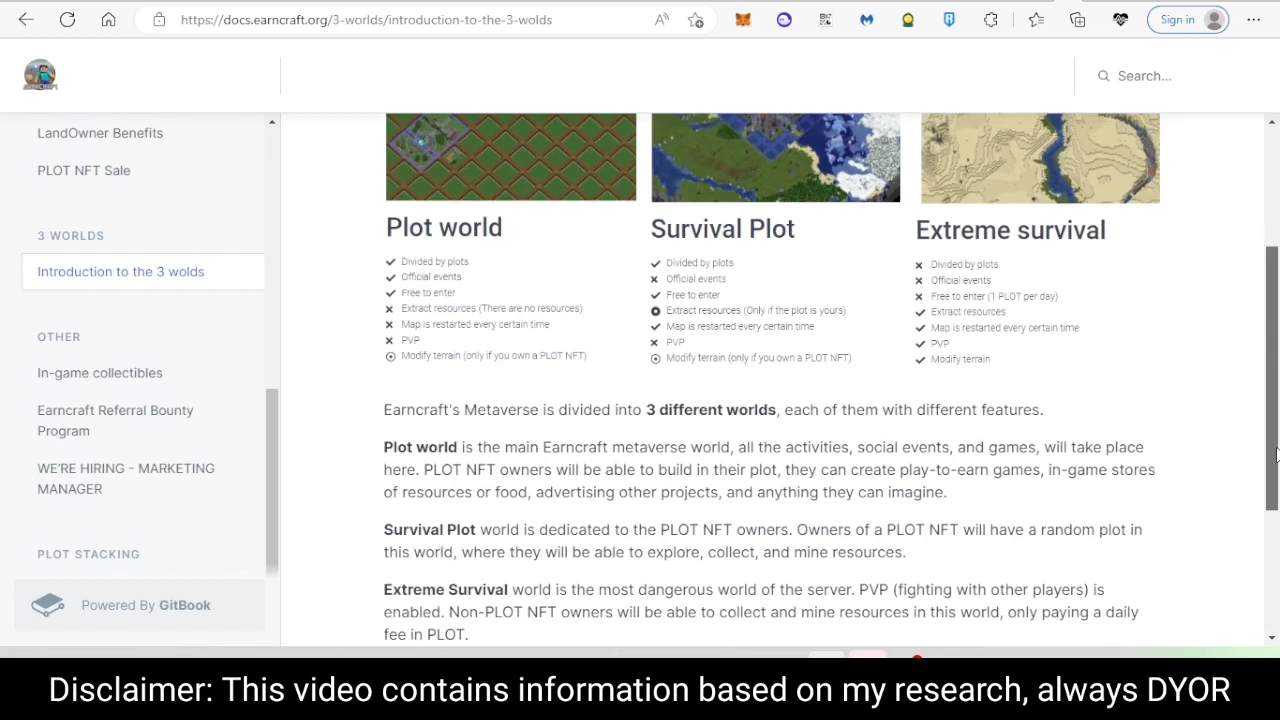 https://docs.earncraft.org/3-worlds/introduction-to-the-3-wolds
Sign in
Search...
LandOwner Benefits
PLOT NFT Sale
3 WORLDS
Introduction to the 3 wolds
OTHER
In-game collectibles
Earncraft Referral Bounty
Program
WE'RE HIRING - MARKETING
MANAGER
PLOT STACKING
Powered By GitBook
Plot world
Divided by plots
Official events
Free to enter
Extract resources (There are no resources)
Map is restarted every certain time
PVP
Modify terrain (only if you own a PLOT NFT)
Survival Plot
Divided by plots
Official events
Free to enter
Extract resources (Only if the plot is yours)
Map is restarted every certain time
PVP
Modify terrain (only if you own a PLOT NFT)
Extreme survival
Divided by plots
Official events
Free to enter (1 PLOT per day)
Extract resources
Map is restarted every certain time
PVP
Modify terrain
Earncraft's Metaverse is divided into 3 different worlds, each of them with different features.
Plot world is the main Earncraft metaverse world, all the activities, social events, and games, will take place
here. PLOT NFT owners will be able to build in their plot, they can create play-to-earn games, in-game stores
of resources or food, advertising other projects, and anything they can imagine.
Survival Plot world is dedicated to the PLOT NFT owners. Owners of a PLOT NFT will have a random plot in
this world, where they will be able to explore, collect, and mine resources.
Extreme Survival world is the most dangerous world of the server. PVP (fighting with other players) is
enabled. Non-PLOT NFT owners will be able to collect and mine resources in this world, only paying a daily
fee in PLOT.
Disclaimer: This video contains information based on my research, always DYOR